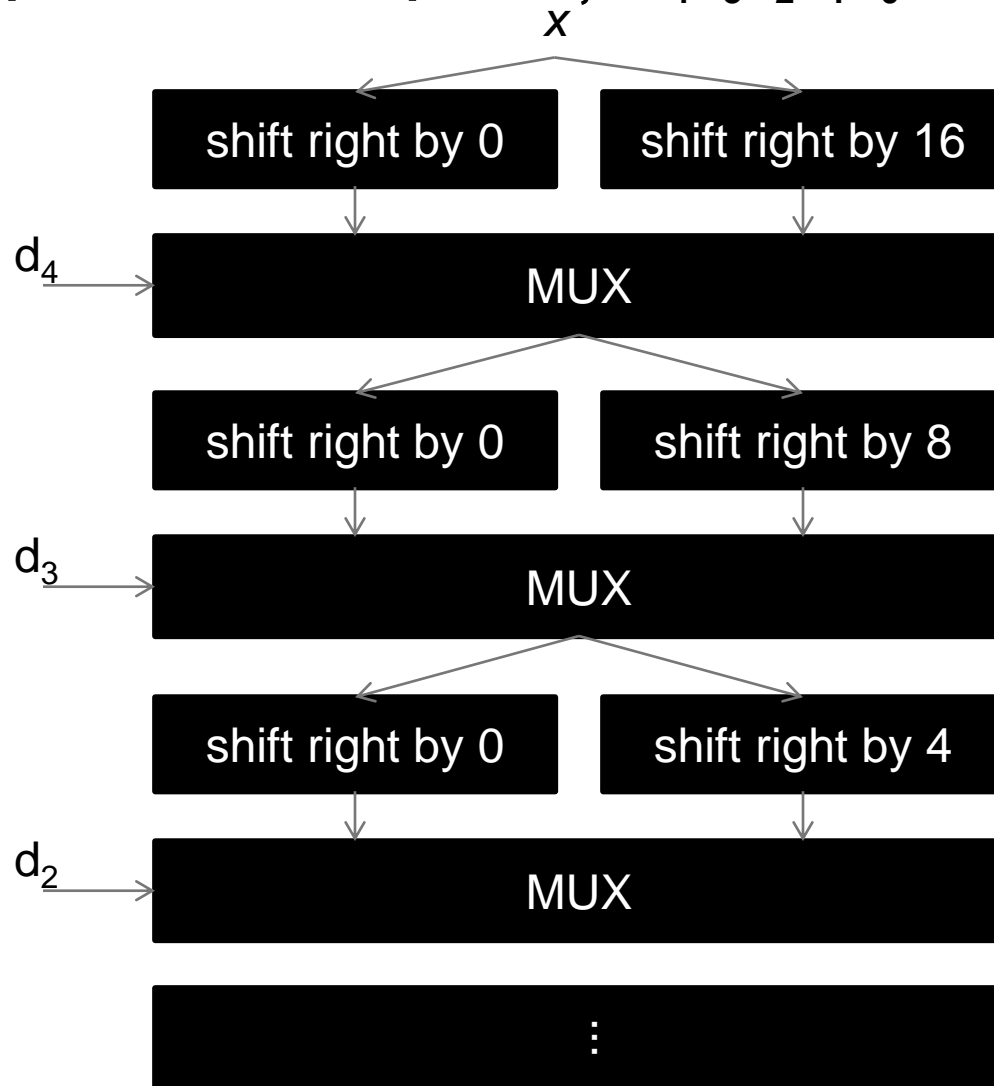 x
shift right by 0 shift right by 16
d₄
MUX
shift right by 0 shift right by 8
d₃
MUX
shift right by 0 shift right by 4
d₂
MUX
⋮